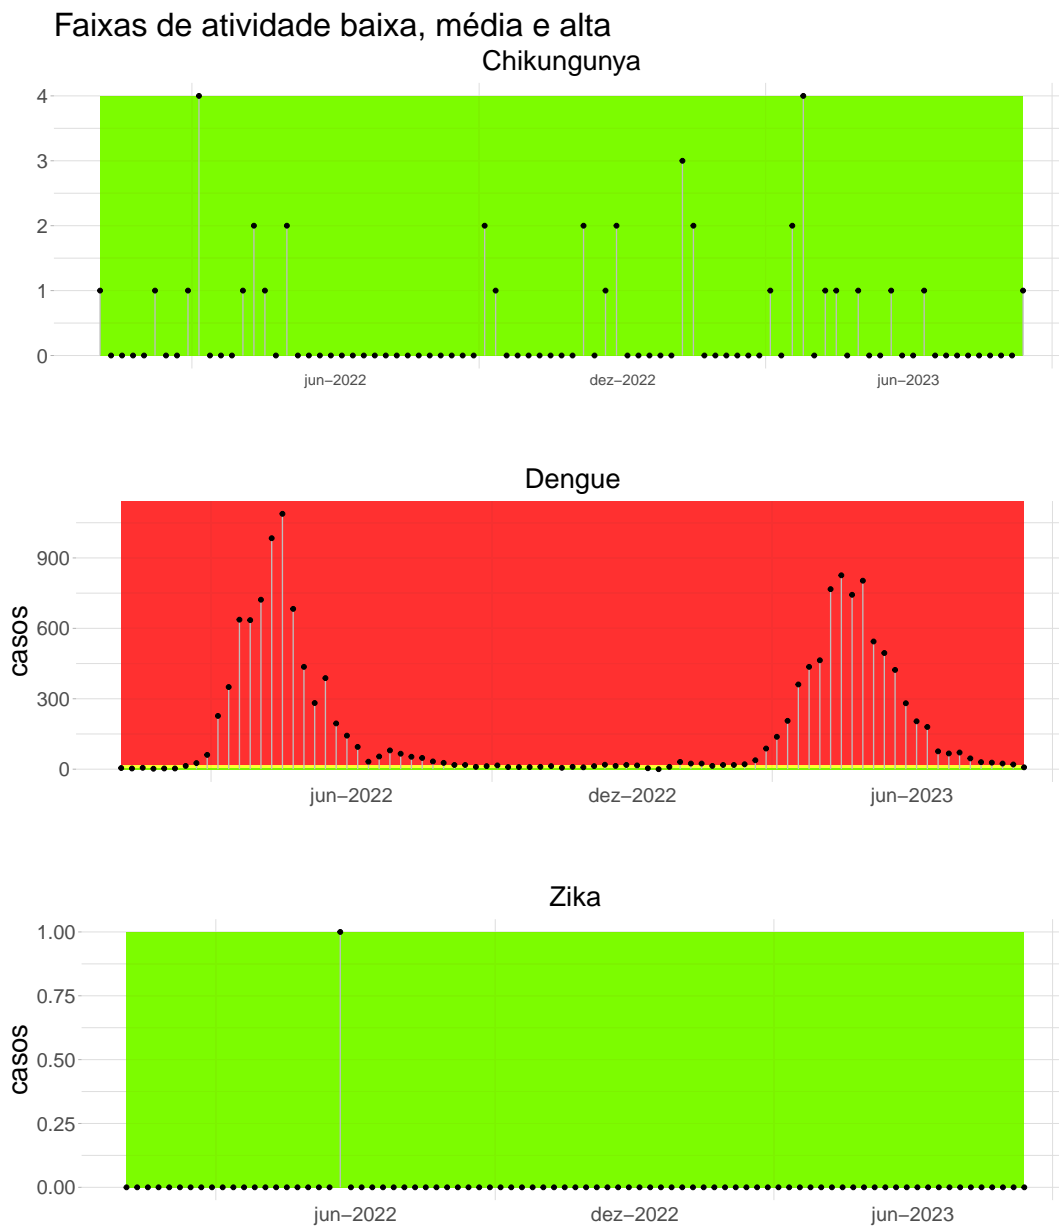 Faixas de atividade baixa, média e alta
Chikungunya
4
3
2
1
0
jun−2022 dez−2022 jun−2023
Dengue
casos
900
600
300
0
jun−2022 dez−2022 jun−2023
Zika
casos
1.00
0.75
0.50
0.25
0.00
jun−2022 dez−2022 jun−2023